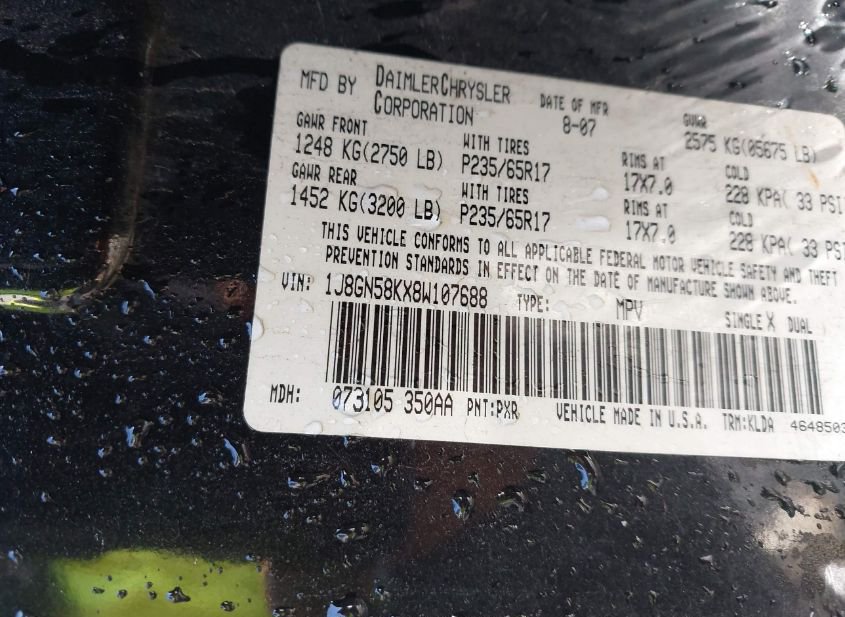 MFD BY DAIMLERCHRYSLER CORPORATION DATE OF MFR 8-07 GVWR 2575 KG(05675 LB)
GAWR FRONT WITH TIRES RIMS AT COLD
1248 KG(2750 LB) P235/65R17 17X7.0 228 KPA( 33 PSI
GAWR REAR WITH TIRES RIMS AT COLD
1452 KG(3200 LB) P235/65R17 17X7.0 228 KPA( 33 PSI
THIS VEHICLE CONFORMS TO ALL APPLICABLE FEDERAL MOTOR VEHICLE SAFETY AND THEFT
PREVENTION STANDARDS IN EFFECT ON THE DATE OF MANUFACTURE SHOWN ABOVE.
VIN: 1J8GN58KX8W107688 TYPE: MPV SINGLE X DUAL
MDH: 073105 350AA PNT:PXR VEHICLE MADE IN U.S.A. TRM:KLDA 4648503